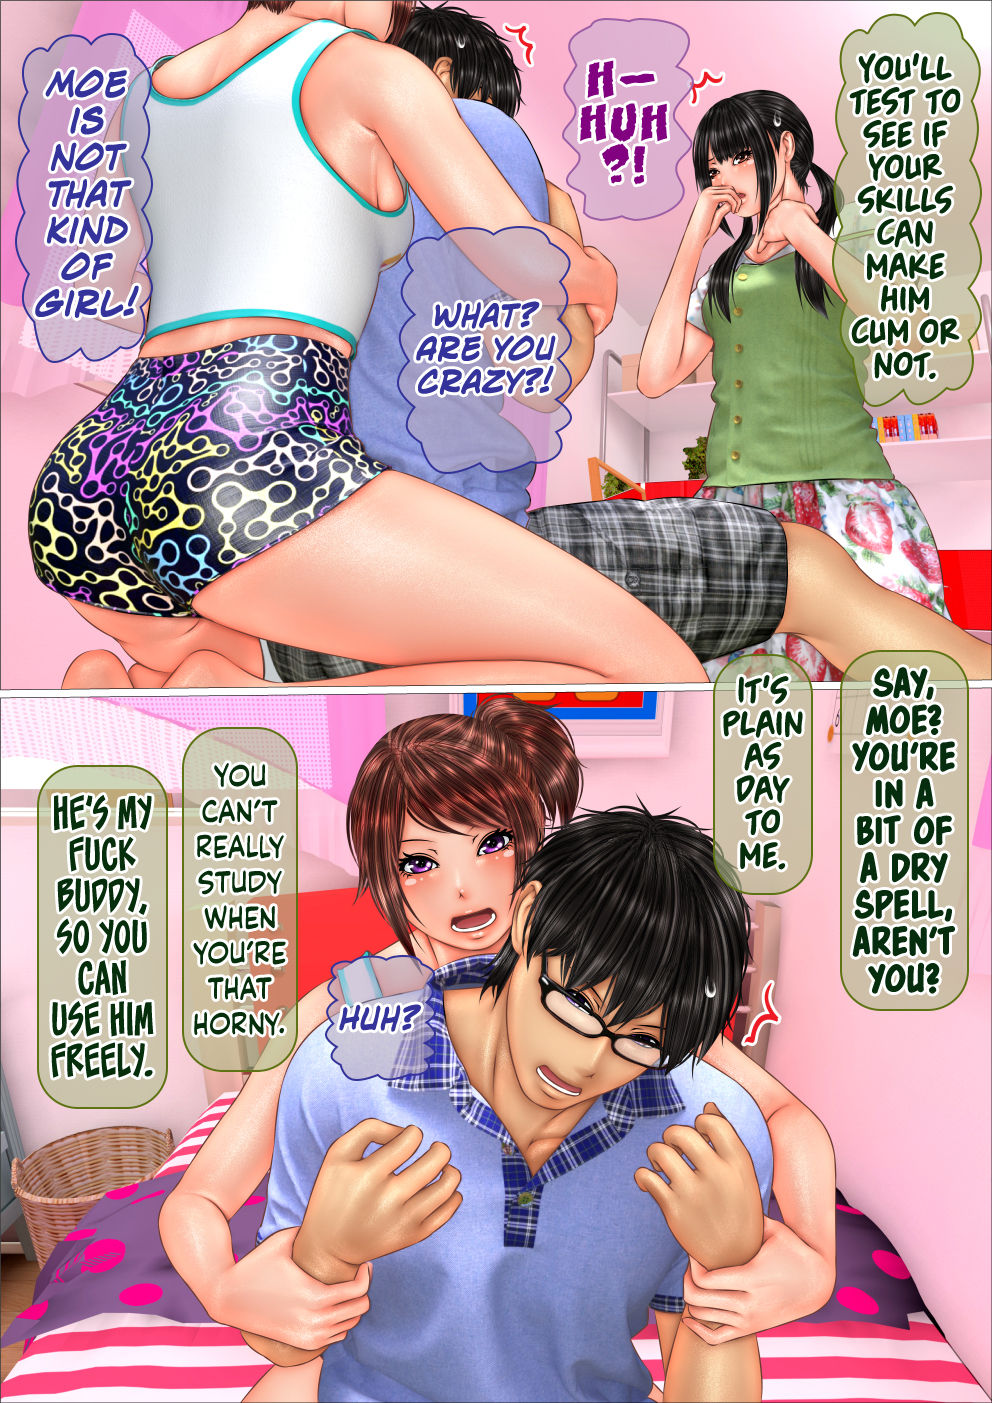 YOU'LL
TEST TO
SEE IF
YOUR
SKILLS
CAN
MAKE
HIM
CUM OR
NOT.
H—
HUH
?!
WHAT?
ARE YOU
CRAZY?!
MOE
IS
NOT
THAT
KIND
OF
GIRL!
SAY,
MOE?
YOU'RE
IN A
BIT OF
A DRY
SPELL,
AREN'T
YOU?
IT'S
PLAIN
AS
DAY
TO
ME.
HUH?
YOU
CAN'T
REALLY
STUDY
WHEN
YOU'RE
THAT
HORNY.
HE'S MY
FUCK
BUDDY,
SO YOU
CAN
USE HIM
FREELY.